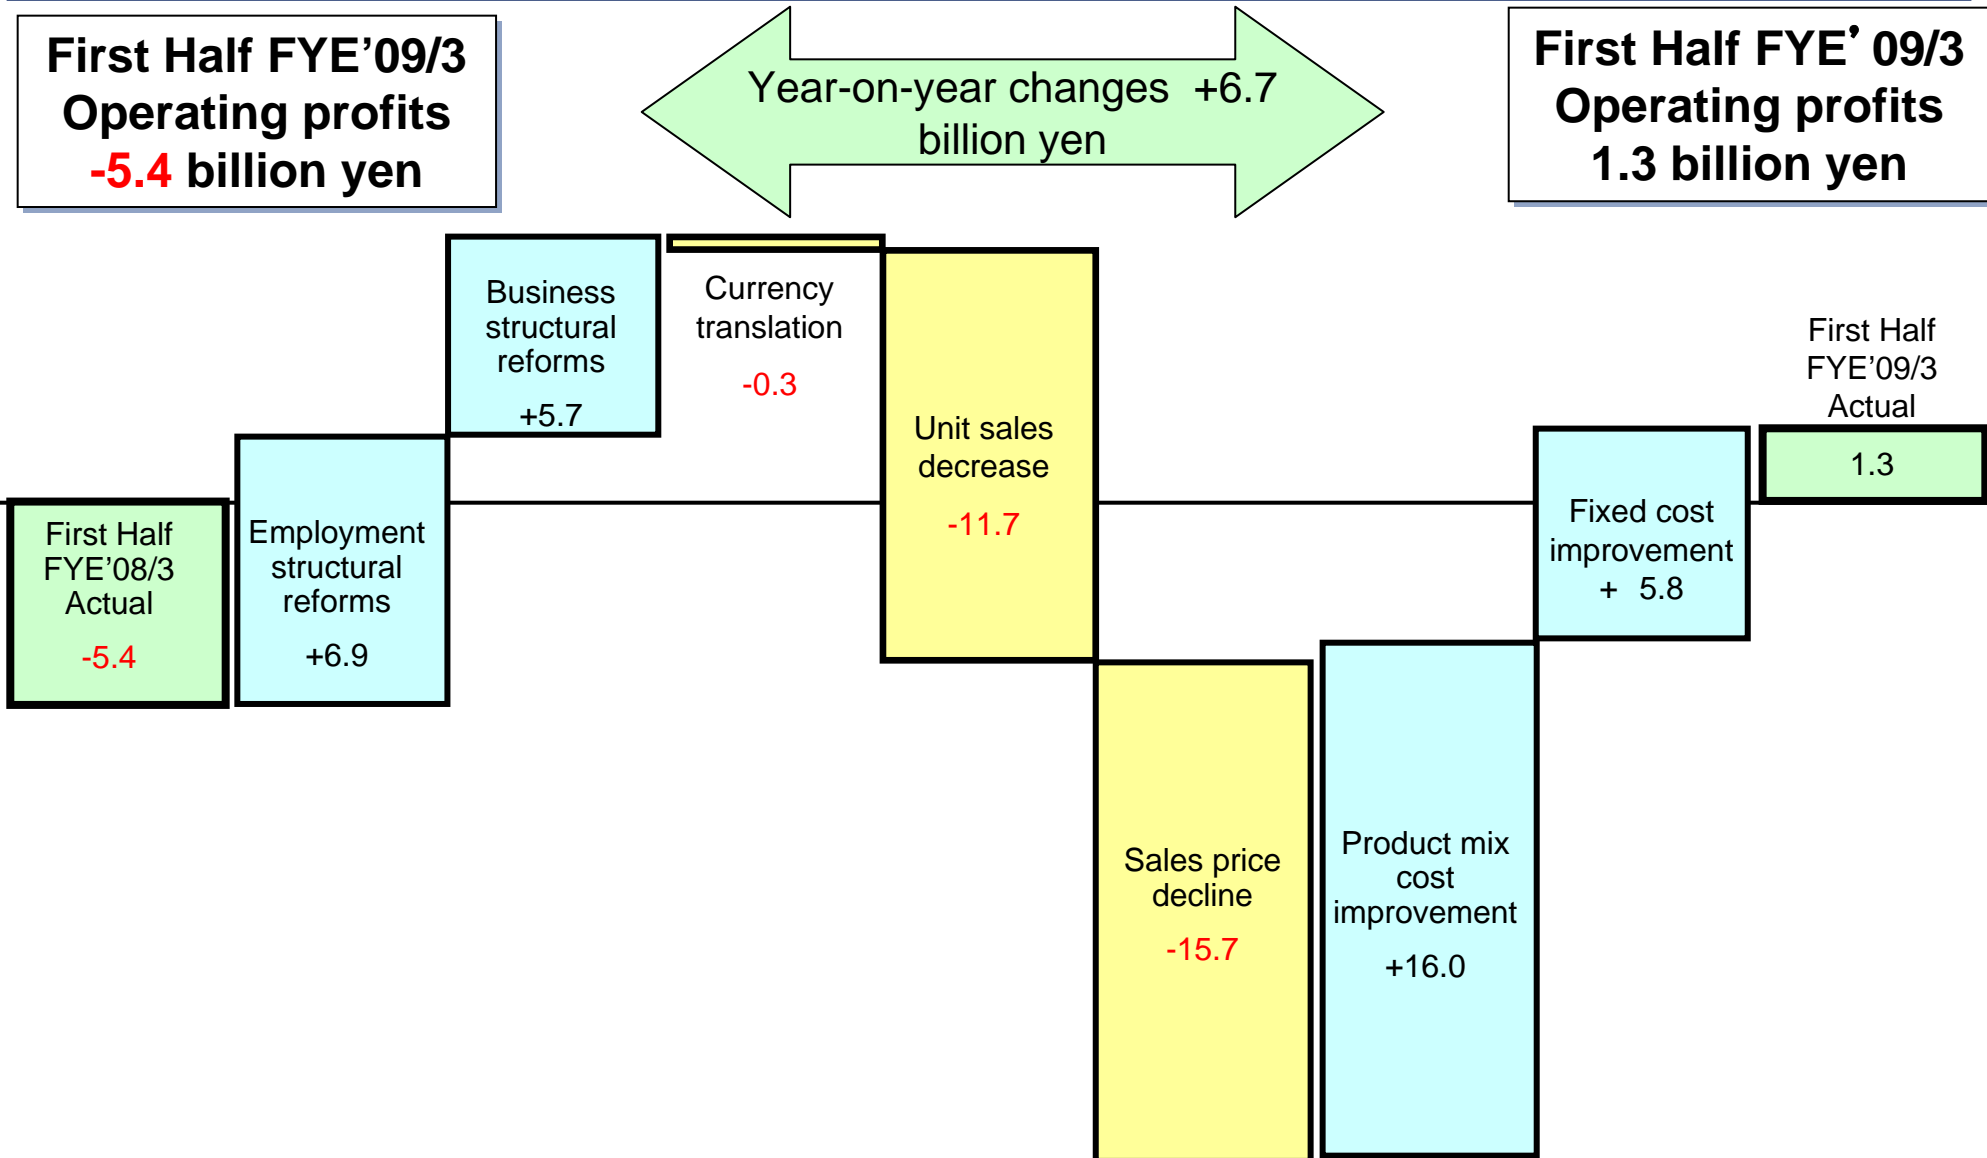 First Half FYE’09/3
Operating profits
-5.4 billion yen
Year-on-year changes  +6.7
billion yen
First Half FYE’ 09/3
Operating profits
1.3 billion yen
First Half
FYE’08/3
Actual
-5.4
Employment
structural
reforms
+6.9
Business
structural
reforms
+5.7
Currency
translation
-0.3
Unit sales
decrease
-11.7
Sales price
decline
-15.7
Product mix
cost
improvement
+16.0
Fixed cost
improvement
+  5.8
First Half
FYE’09/3
Actual
1.3